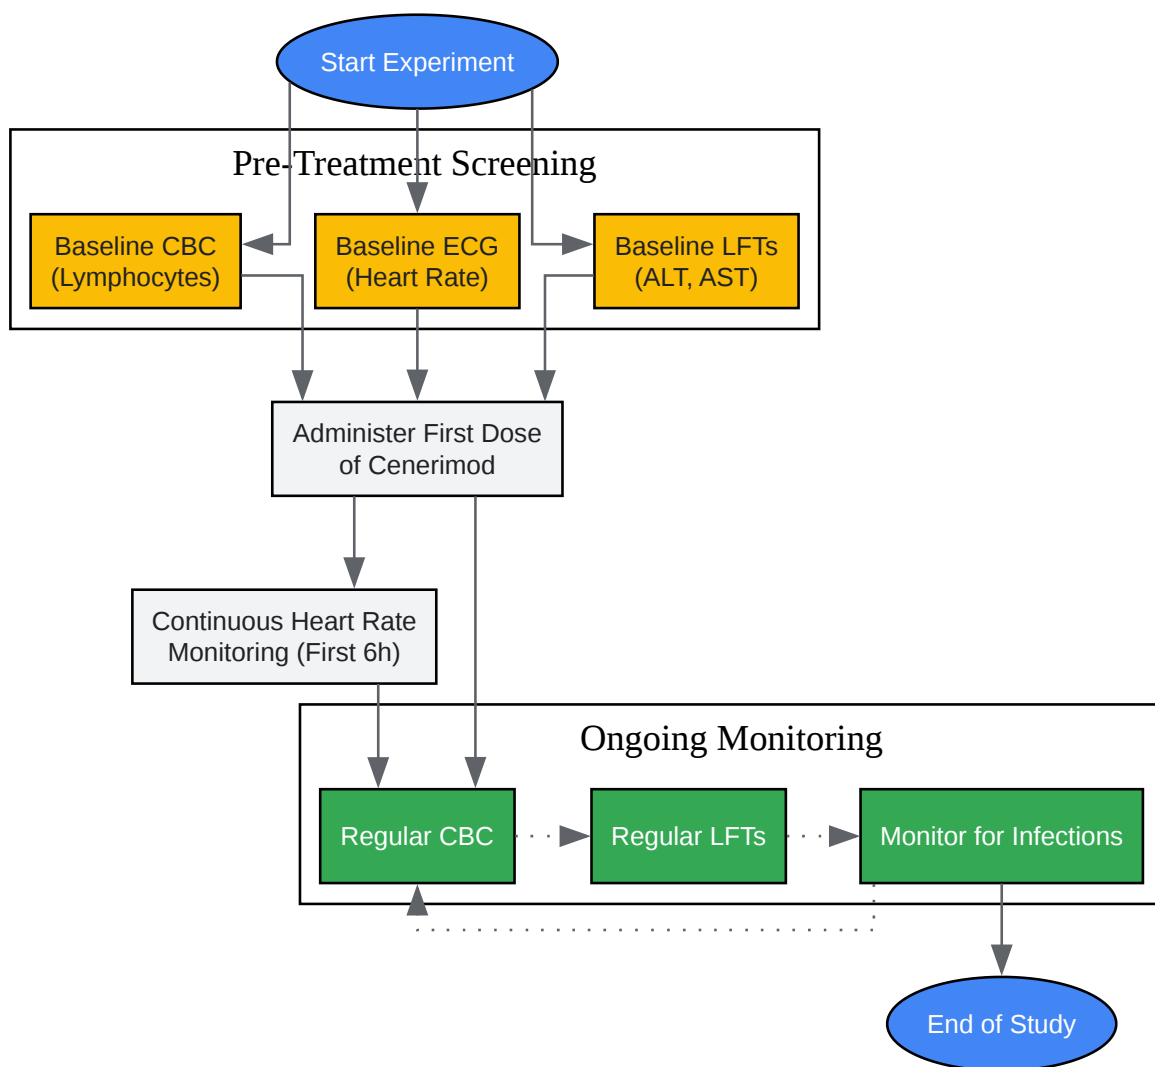 Start Experiment
Pre-Treatment Screening
Baseline CBC
(Lymphocytes)
Baseline ECG
(Heart Rate)
Baseline LFTs
(ALT, AST)
Administer First Dose
of Cenerimod
Continuous Heart Rate
Monitoring (First 6h)
Ongoing Monitoring
Regular CBC
Regular LFTs
Monitor for Infections
End of Study